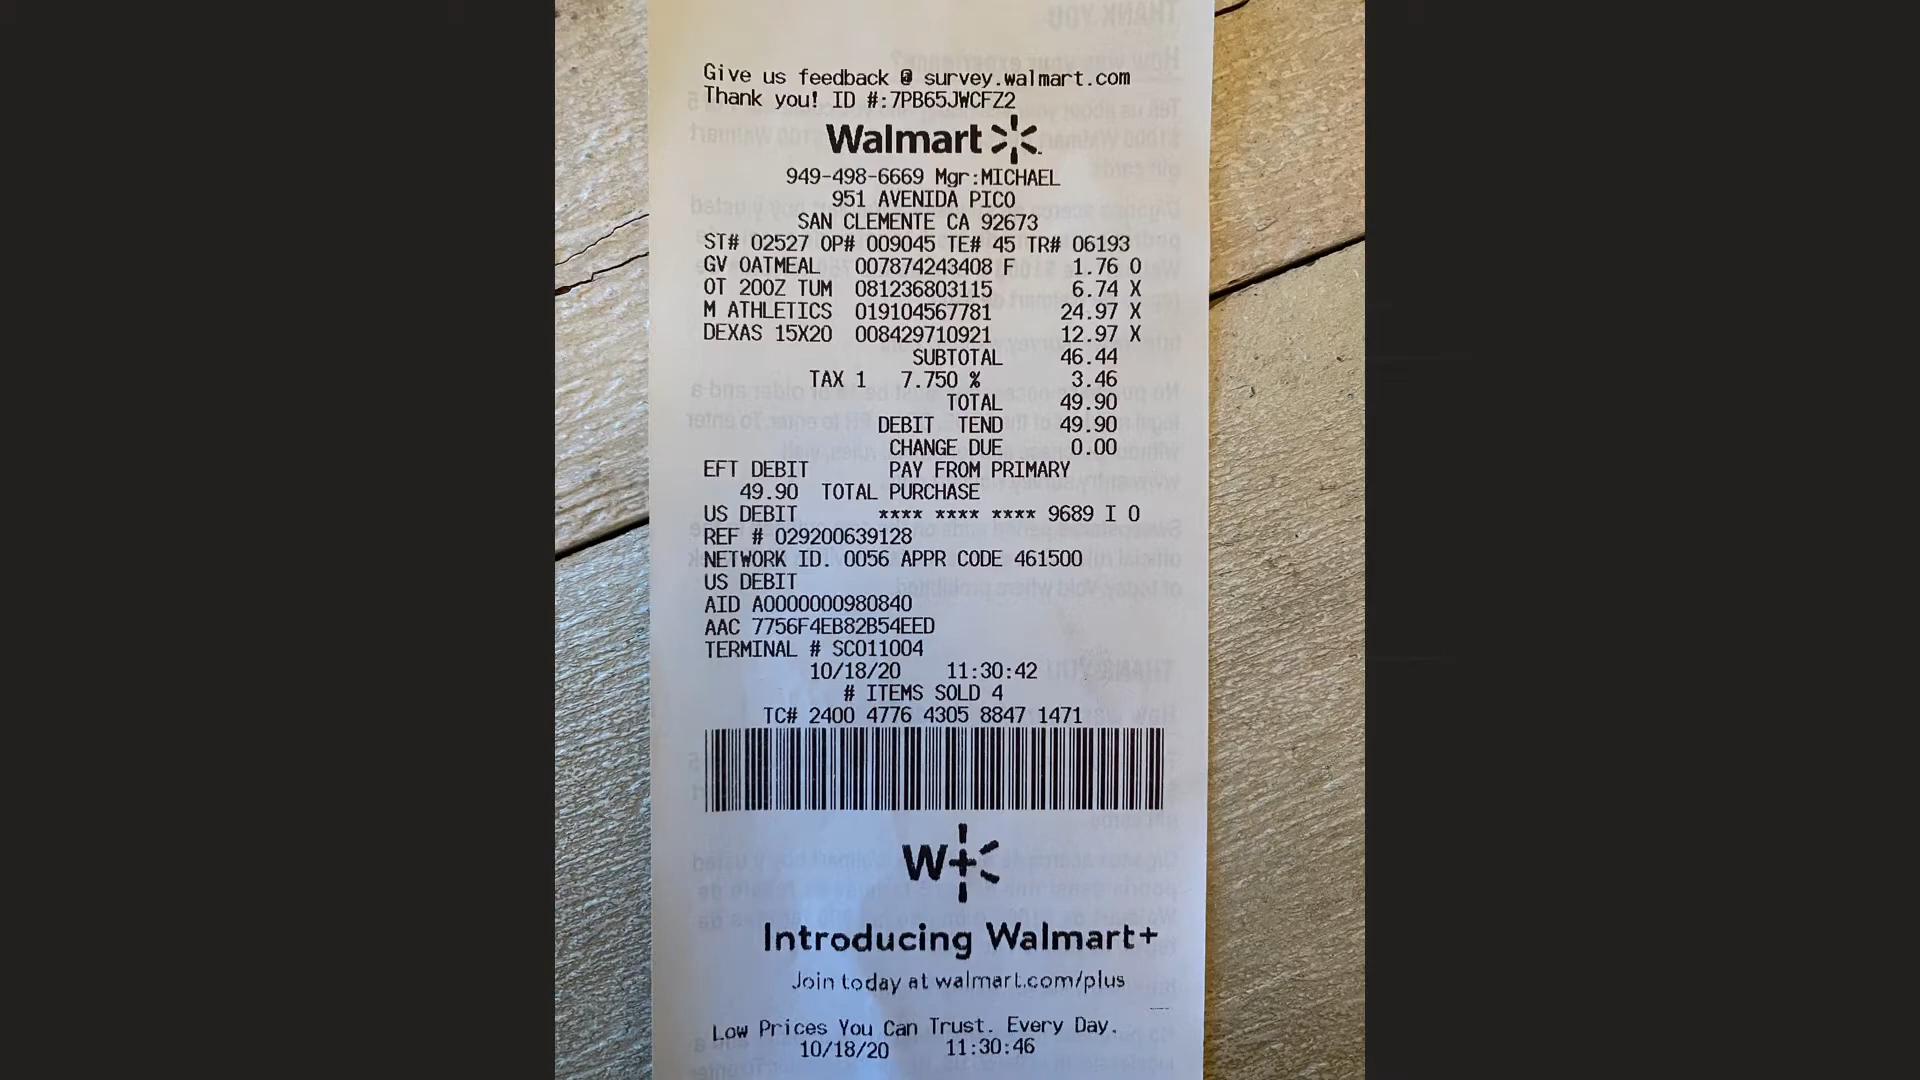 Give us feedback @ survey.walmart.com
Thank you! ID #:7PB65JWCFZ2
Walmart
949-498-6669 Mgr:MICHAEL
951 AVENIDA PICO
SAN CLEMENTE CA 92673
ST# 02527 OP# 009045 TE# 45 TR# 06193
GV OATMEAL 007874243408 F 1.76 O
OT 20OZ TUM 081236803115 6.74 X
M ATHLETICS 019104567781 24.97 X
DEXAS 15X20 008429710921 12.97 X
SUBTOTAL 46.44
TAX 1 7.750 % 3.46
TOTAL 49.90
DEBIT TEND 49.90
CHANGE DUE 0.00
EFT DEBIT PAY FROM PRIMARY
49.90 TOTAL PURCHASE
US DEBIT **** **** **** 9689 I 0
REF # 029200639128
NETWORK ID. 0056 APPR CODE 461500
US DEBIT
AID A0000000980840
AAC 7756F4EB82B54EED
TERMINAL # SC011004
10/18/20 11:30:42
# ITEMS SOLD 4
TC# 2400 4776 4305 8847 1471
W+
Introducing Walmart+
Join today at walmart.com/plus
Low Prices You Can Trust. Every Day.
10/18/20 11:30:46